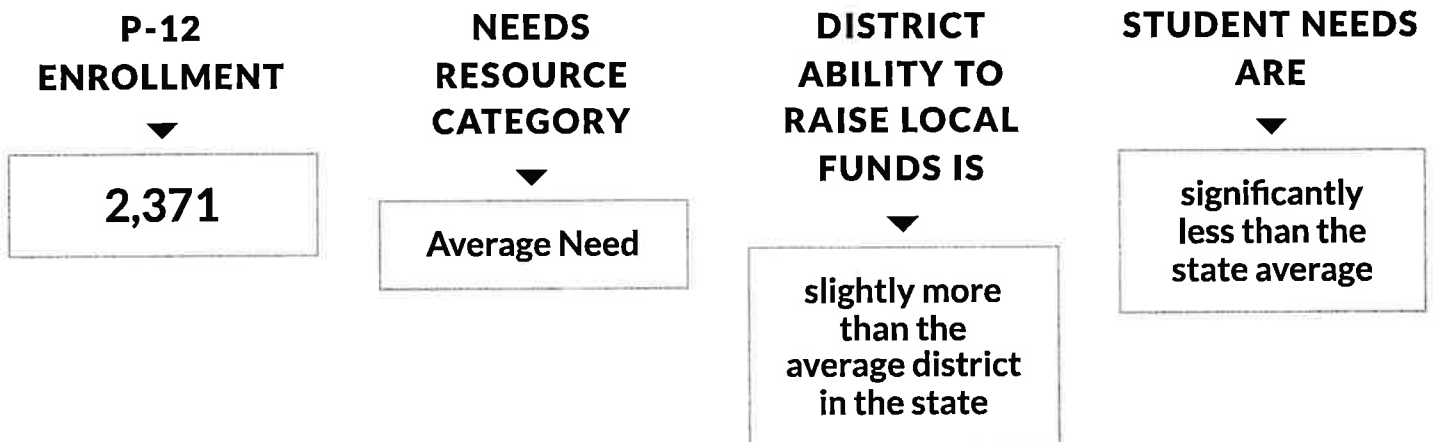 P-12
ENROLLMENT
2,371
NEEDS
RESOURCE
CATEGORY
Average Need
DISTRICT
ABILITY TO
RAISE LOCAL
FUNDS IS
slightly more
than the
average district
in the state
STUDENT NEEDS
ARE
significantly
less than the
state average